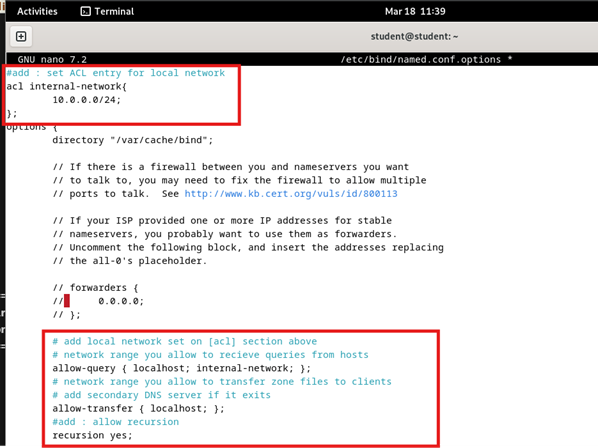 Activities Terminal Mar 18 11:39
student@student: ~
GNU nano 7.2 /etc/bind/named.conf.options *
#add : set ACL entry for local network
acl internal-network{
10.0.0.0/24;
};
options {
directory "/var/cache/bind";
// If there is a firewall between you and nameservers you want
// to talk to, you may need to fix the firewall to allow multiple
// ports to talk.  See http://www.kb.cert.org/vuls/id/800113
// If your ISP provided one or more IP addresses for stable
// nameservers, you probably want to use them as forwarders.
// Uncomment the following block, and insert the addresses replacing
// the all-0's placeholder.
// forwarders {
// 0.0.0.0;
// };
# add local network set on [acl] section above
# network range you allow to recieve queries from hosts
allow-query { localhost; internal-network; };
# network range you allow to transfer zone files to clients
# add secondary DNS server if it exits
allow-transfer { localhost; };
#add : allow recursion
recursion yes;